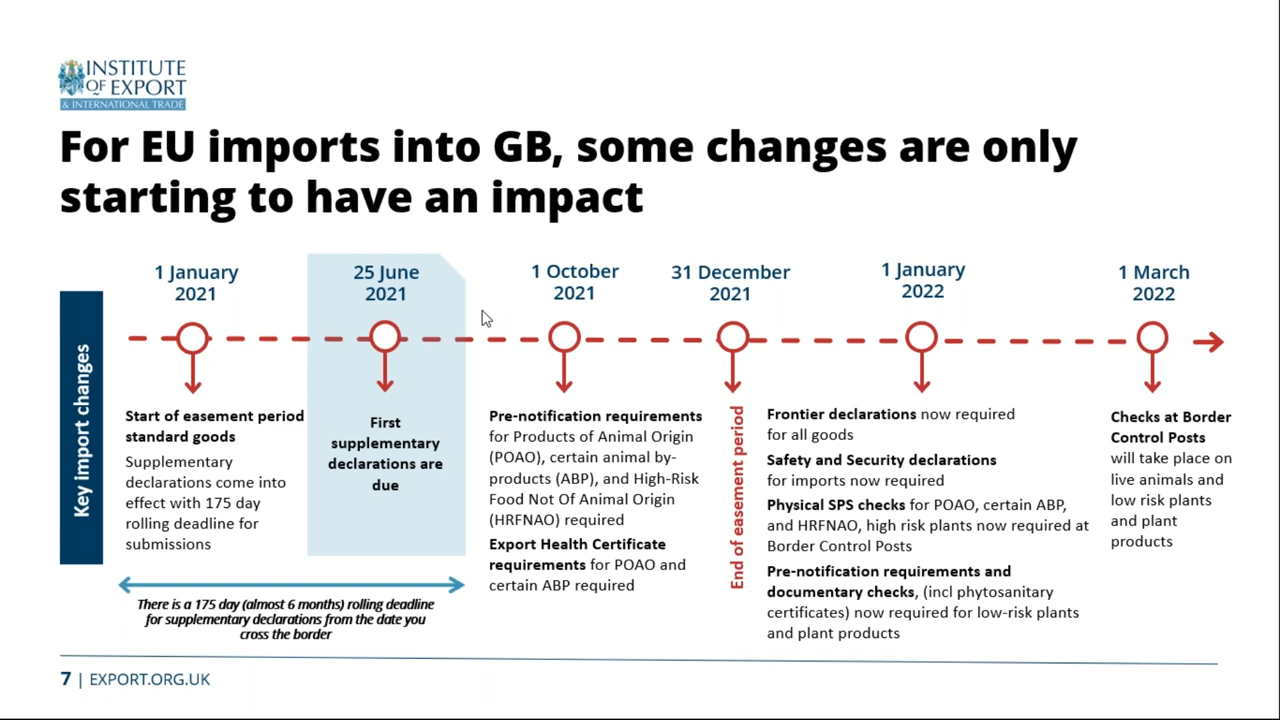 INSTITUTE
OF EXPORT
& INTERNATIONAL TRADE
For EU imports into GB, some changes are only
starting to have an impact
Key import changes
1 January
2021
Start of easement period
standard goods
Supplementary
declarations come into
effect with 175 day
rolling deadline for
submissions
25 June
2021
First
supplementary
declarations are
due
There is a 175 day (almost 6 months) rolling deadline
for supplementary declarations from the date you
cross the border
1 October
2021
Pre-notification requirements
for Products of Animal Origin
(POAO), certain animal by-
products (ABP), and High-Risk
Food Not Of Animal Origin
(HRFNAO) required
Export Health Certificate
requirements for POAO and
certain ABP required
31 December
2021
End of easement period
1 January
2022
Frontier declarations now required
for all goods
Safety and Security declarations
for imports now required
Physical SPS checks for POAO, certain ABP,
and HRFNAO, high risk plants now required at
Border Control Posts
Pre-notification requirements and
documentary checks, (incl phytosanitary
certificates) now required for low-risk plants
and plant products
1 March
2022
Checks at Border
Control Posts
will take place on
live animals and
low risk plants
and plant
products
7 | EXPORT.ORG.UK